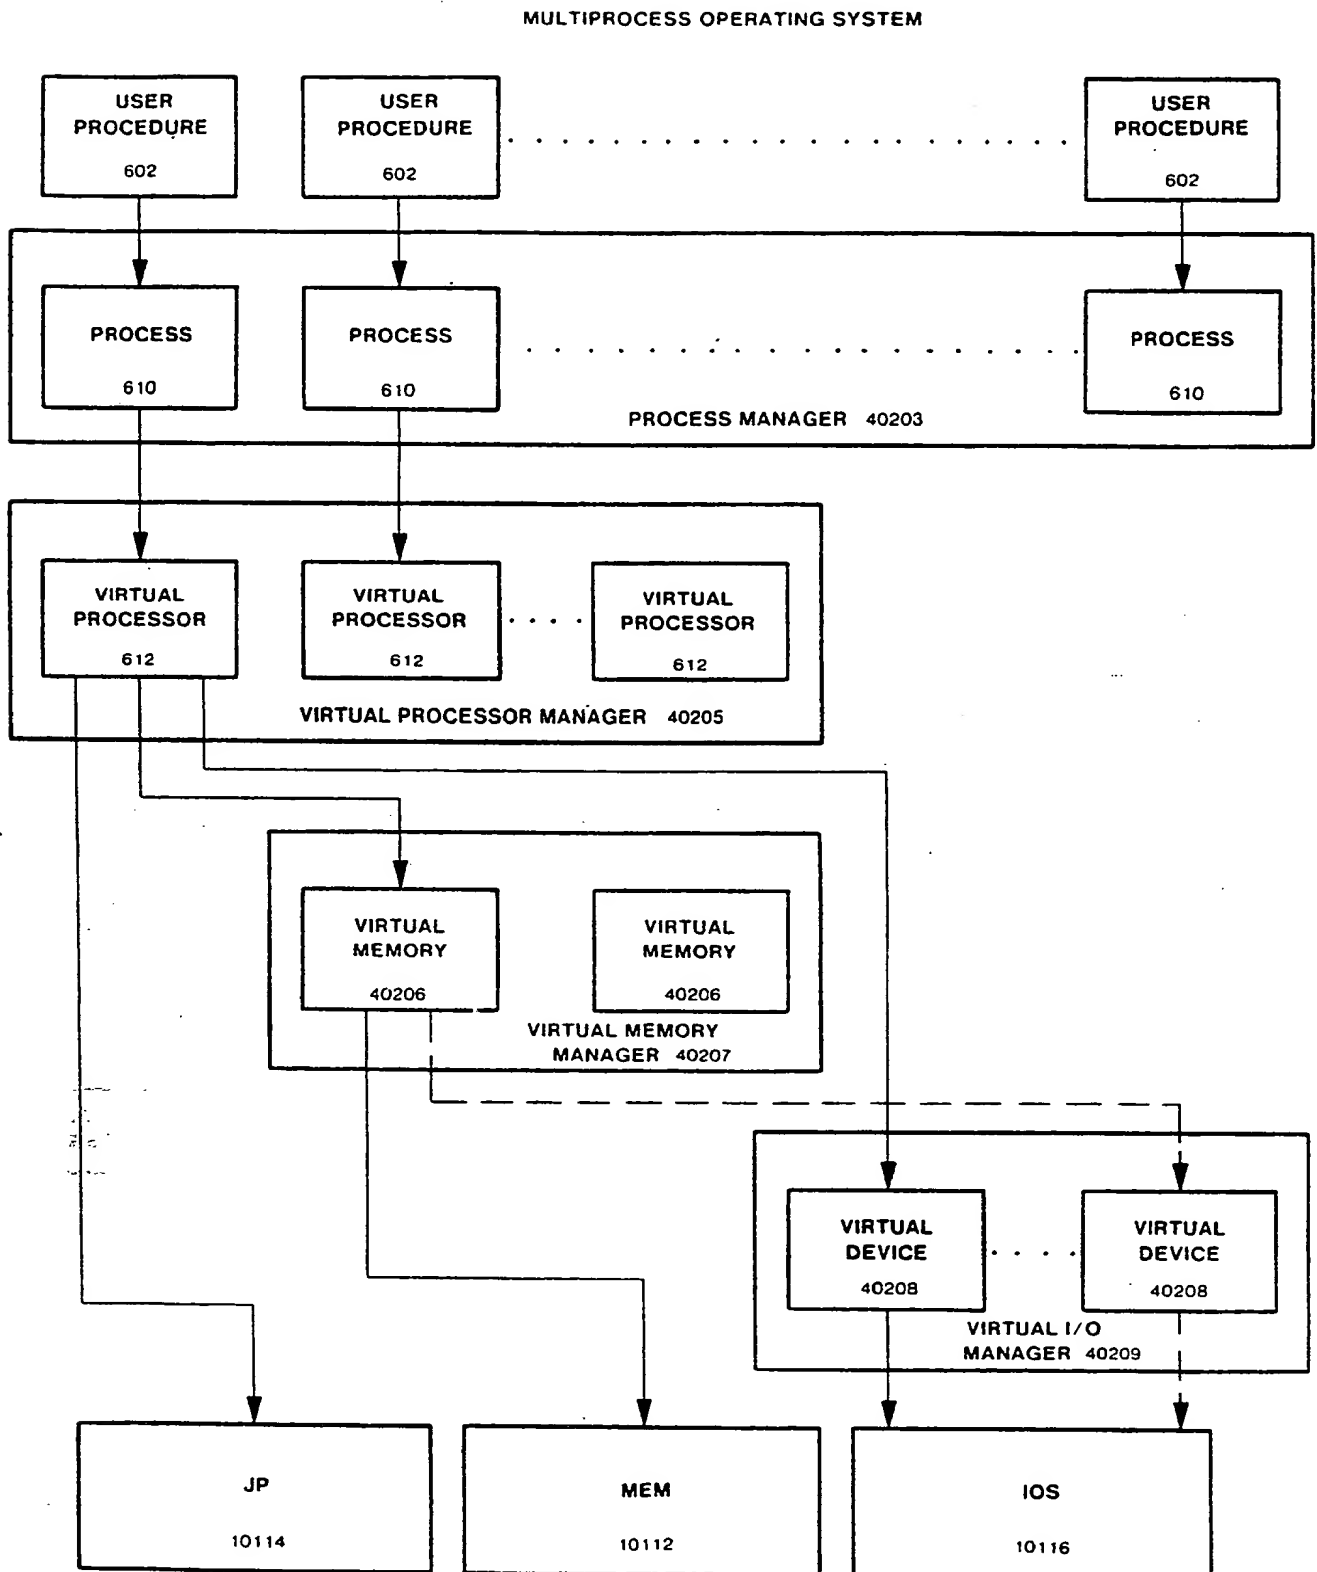 MULTIPROCESS OPERATING SYSTEM
USER
PROCEDURE
602
USER
PROCEDURE
602
USER
PROCEDURE
602
PROCESS
610
PROCESS
610
PROCESS
610
PROCESS MANAGER 40203
VIRTUAL
PROCESSOR
612
VIRTUAL
PROCESSOR
612
VIRTUAL
PROCESSOR
612
VIRTUAL PROCESSOR MANAGER 40205
VIRTUAL
MEMORY
40206
VIRTUAL
MEMORY
40206
VIRTUAL MEMORY
MANAGER 40207
VIRTUAL
DEVICE
40208
VIRTUAL
DEVICE
40208
VIRTUAL I/O
MANAGER 40209
JP
10114
MEM
10112
IOS
10116